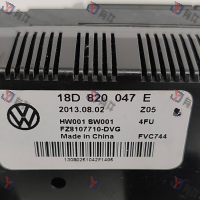 18D 820 047 E
2013.08.02 Z05
HW001 SW001 4FU
FZ8107710-DVG
Made in China FVC744